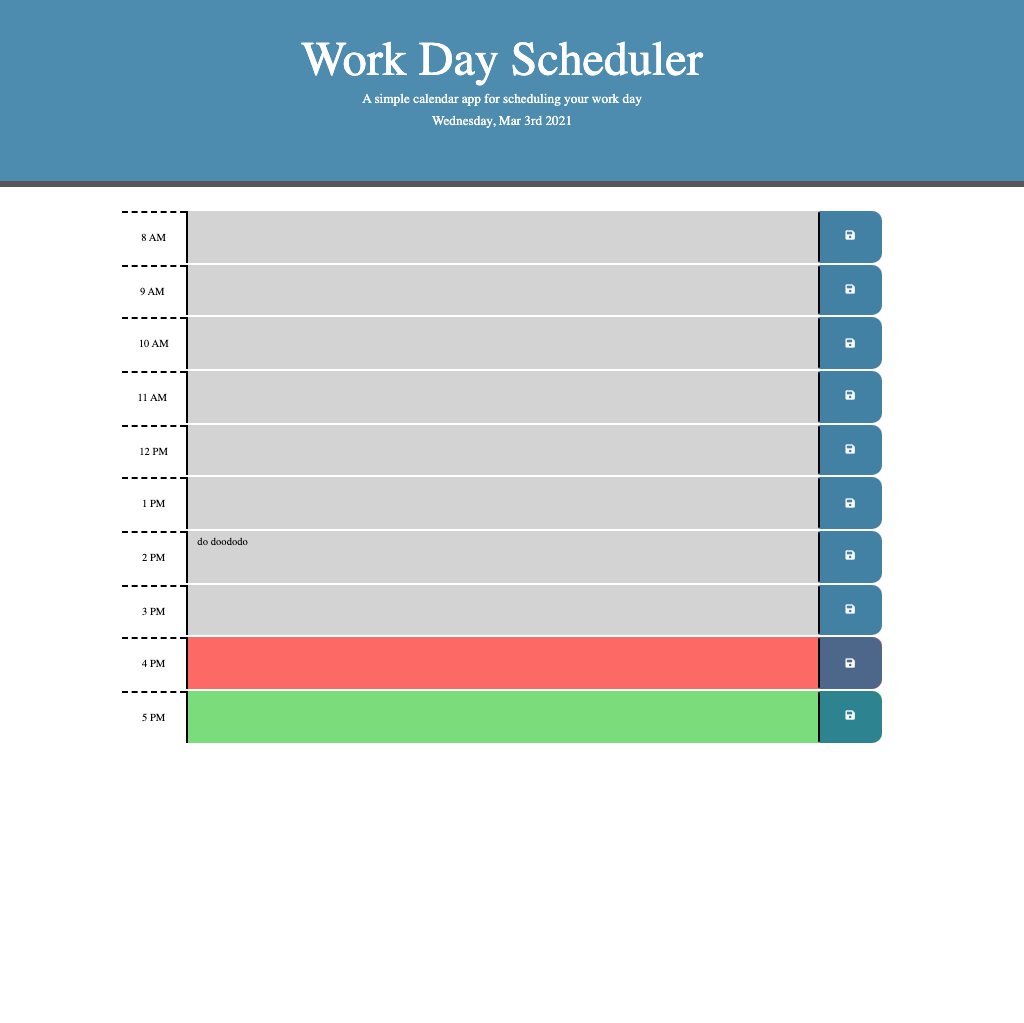 Work Day Scheduler
A simple calendar app for scheduling your work day
Wednesday, Mar 3rd 2021
8 AM
9 AM
10 AM
11 AM
12 PM
1 PM
2 PM do doododo
3 PM
4 PM
5 PM